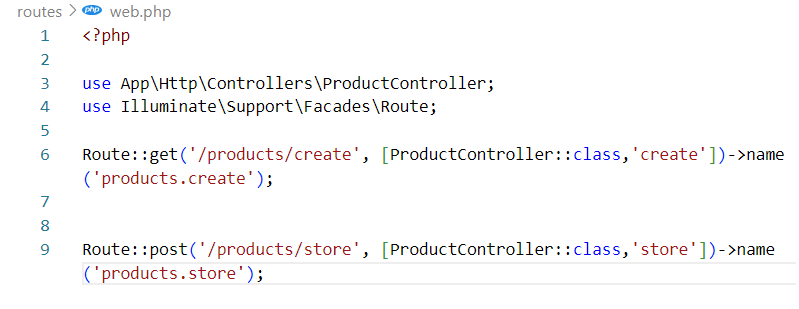 routes > php web.php
1 <?php
2
3 use App\Http\Controllers\ProductController;
4 use Illuminate\Support\Facades\Route;
5
6 Route::get('/products/create', [ProductController::class,'create'])->name
('products.create');
7
8
9 Route::post('/products/store', [ProductController::class,'store'])->name
('products.store');